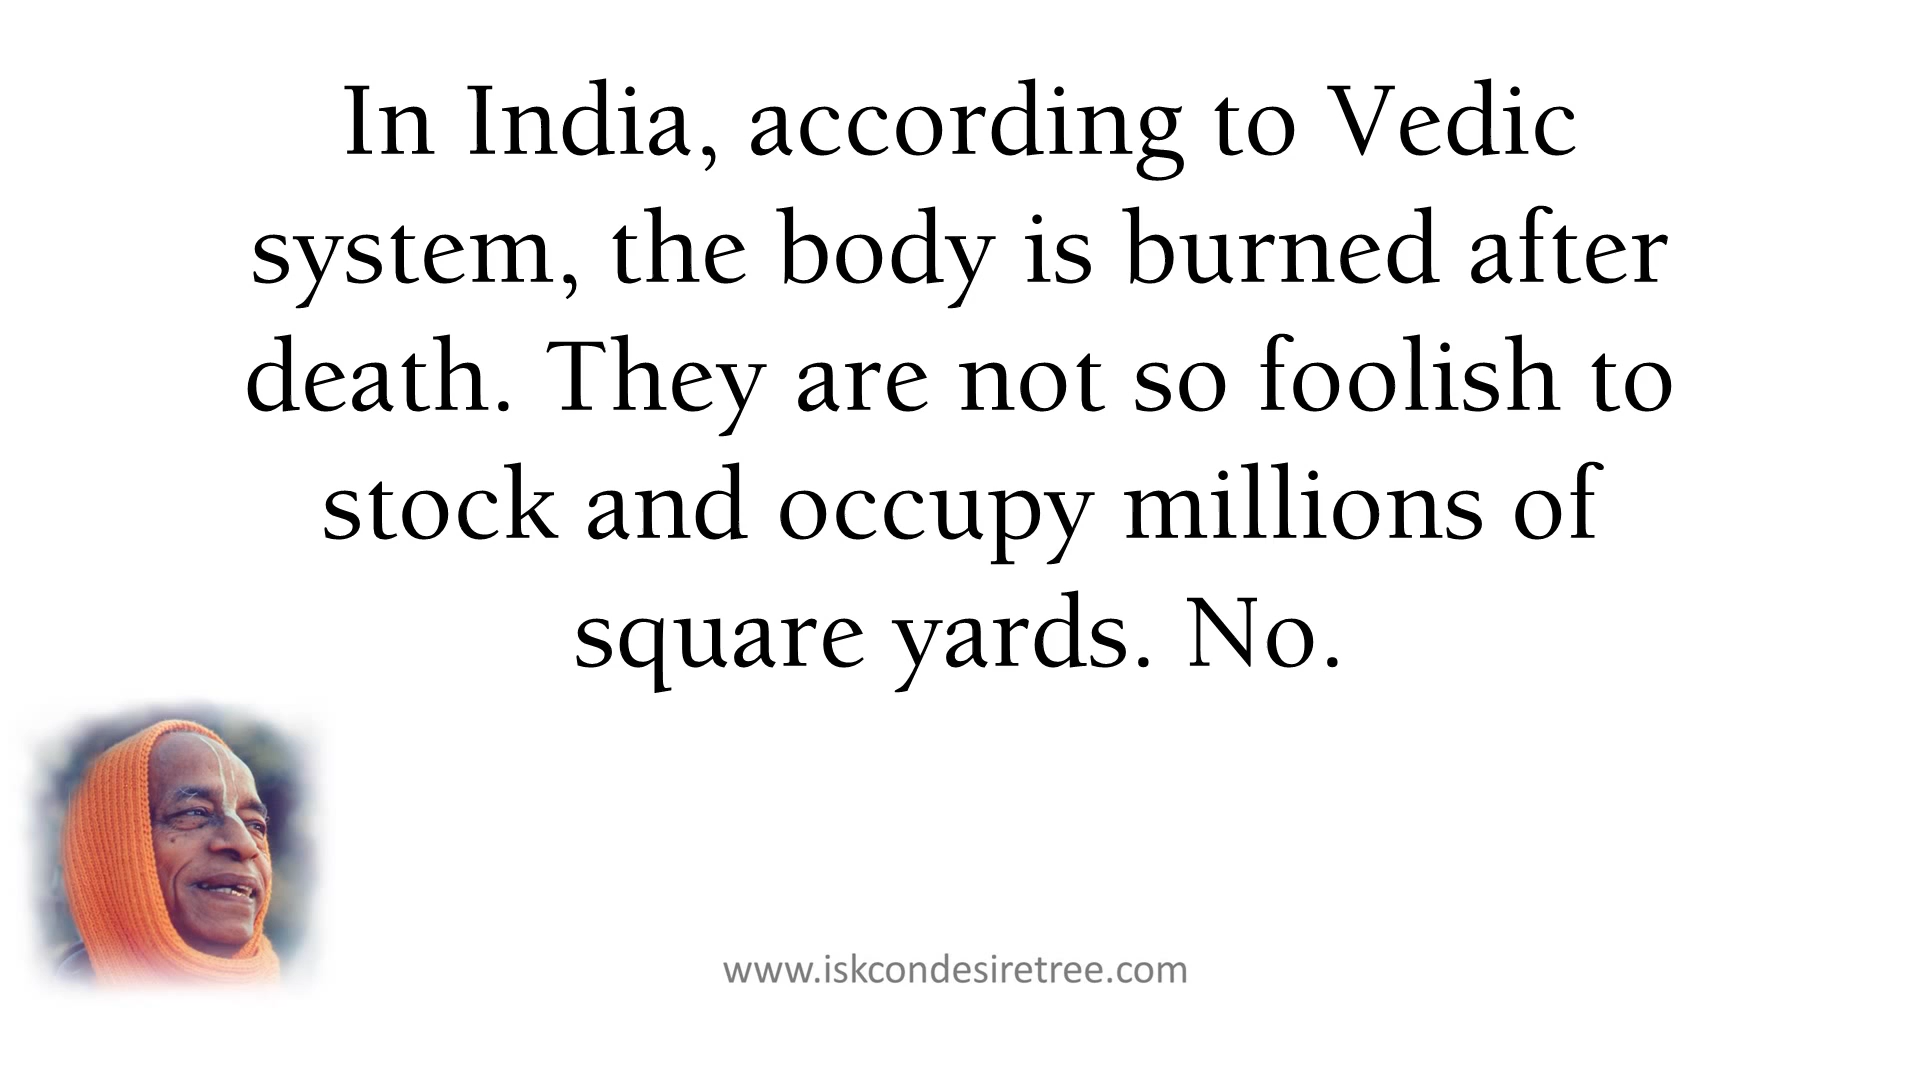 In India, according to Vedic
system, the body is burned after
death. They are not so foolish to
stock and occupy millions of
square yards. No.
www.iskcondesiretree.com